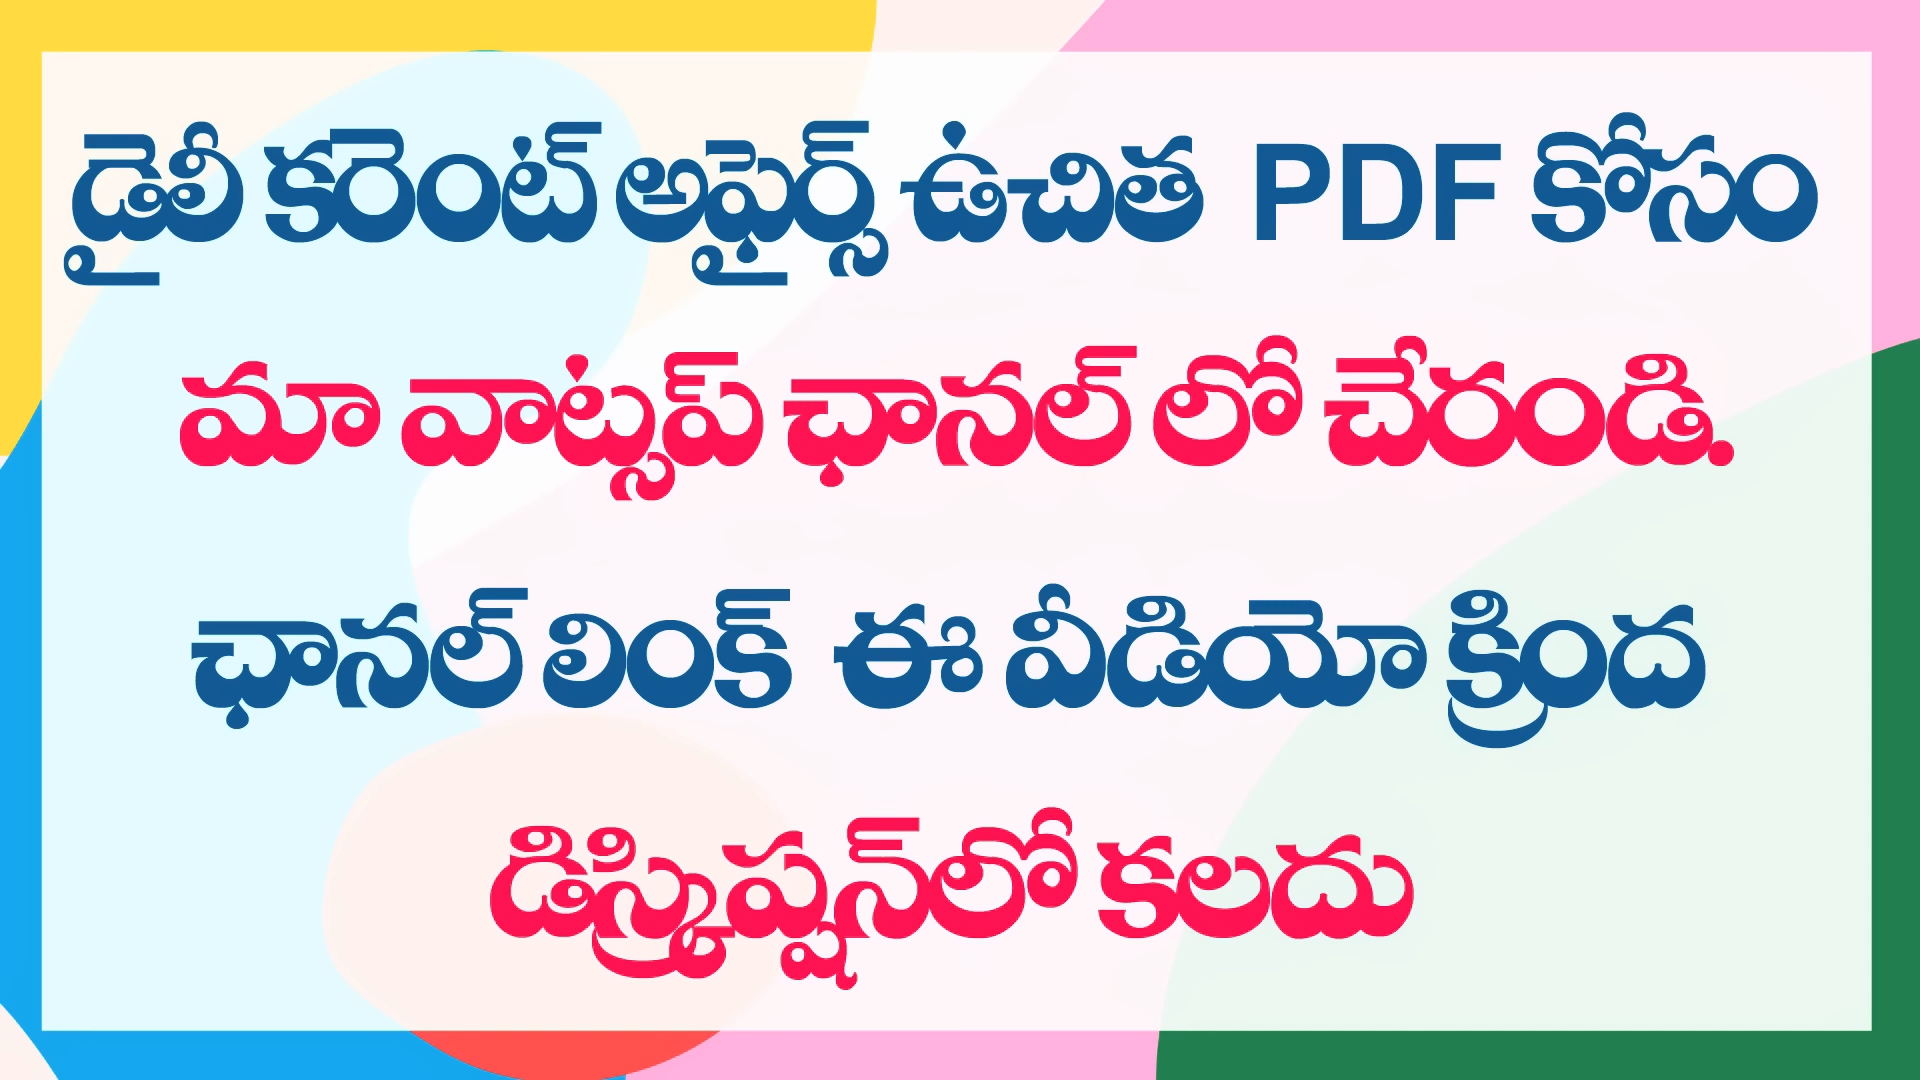 డైలీ కరెంట్ అఫైర్స్ ఉచిత PDF కోసం
మా వాట్సప్ ఛానల్ లో చేరండి.
ఛానల్ లింక్ ఈ వీడియో క్రింద
డిస్క్రిప్షన్‌లో కలదు